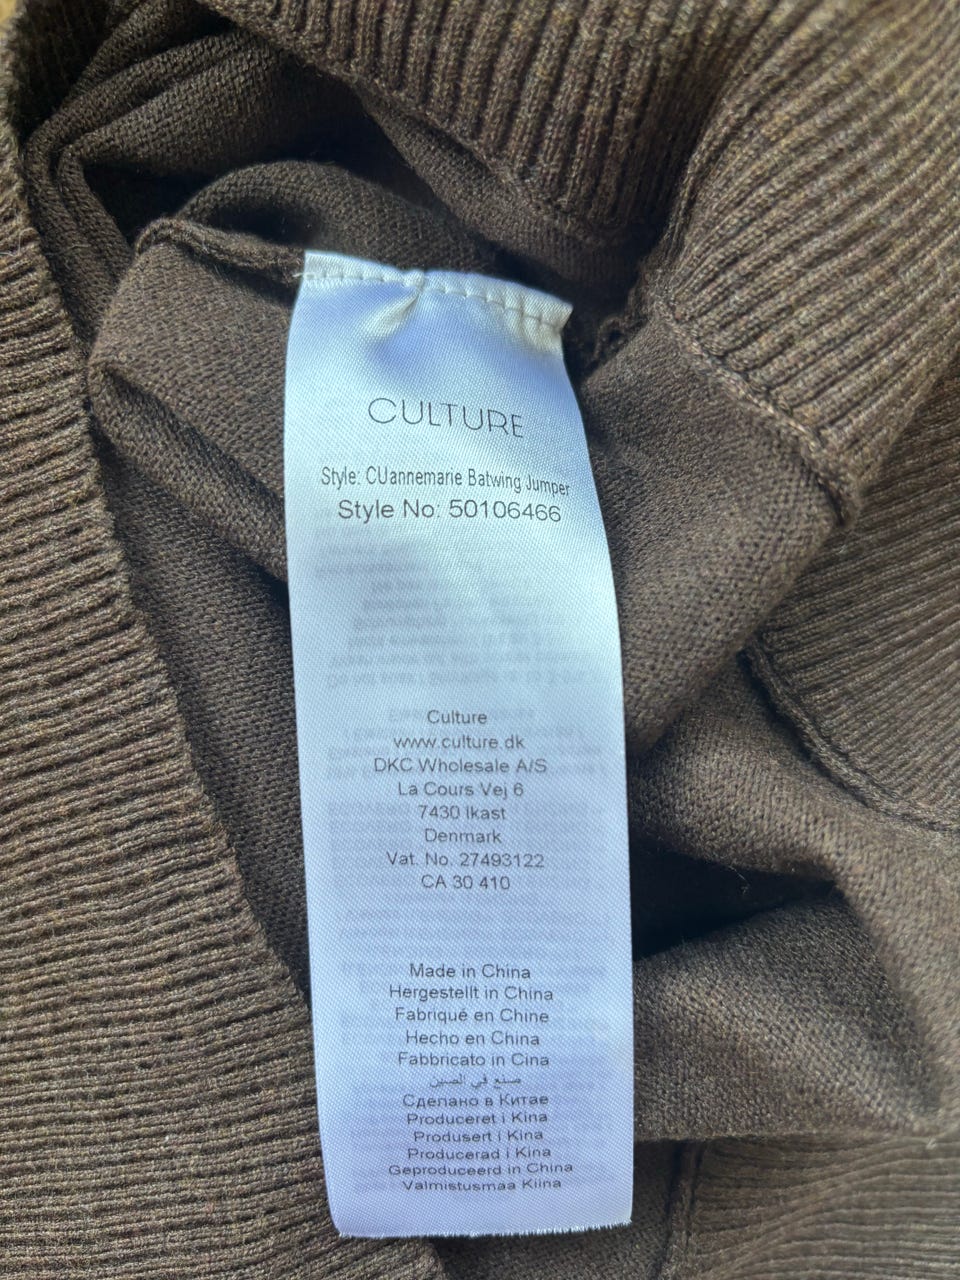 CULTURE
Style: CUannemarie Batwing Jumper
Style No: 50106466
Culture
www.culture.dk
DKC Wholesale A/S
La Cours Vej 6
7430 Ikast
Denmark
Vat. No. 27493122
CA 30 410
Made in China
Hergestellt in China
Fabriqué en Chine
Hecho en China
Fabbricato in Cina
صنع في الصين
Сделано в Китае
Produceret i Kina
Produsert i Kina
Producerad i Kina
Geproduceerd in China
Valmistusmaa Kiina